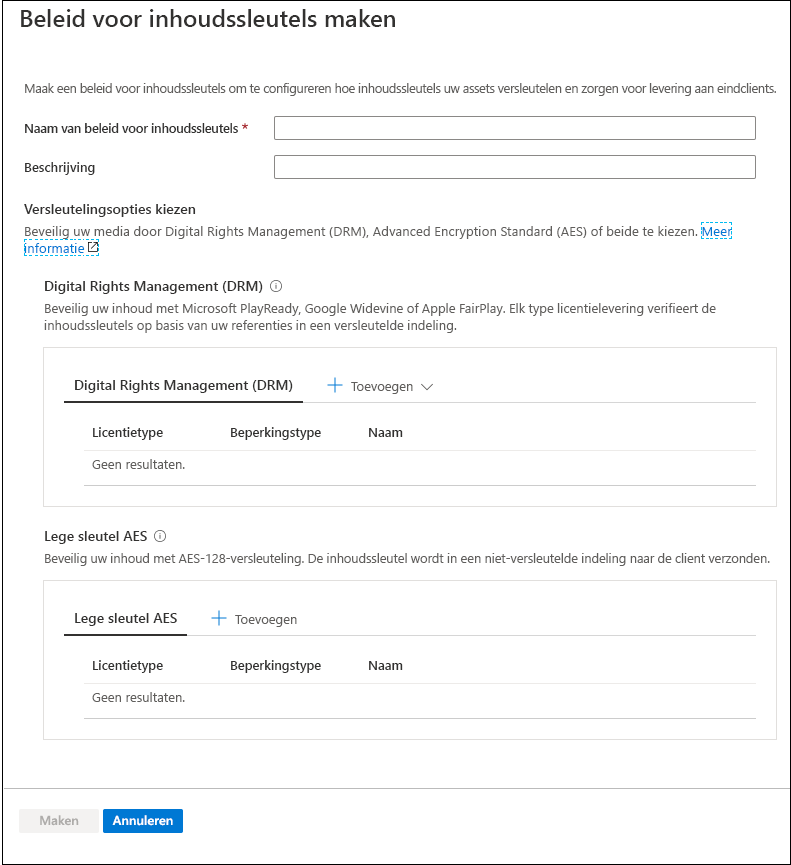 Beleid voor inhoudssleutels maken
Maak een beleid voor inhoudssleutels om te configureren hoe inhoudssleutels uw assets versleutelen en zorgen voor levering aan eindclients.
Naam van beleid voor inhoudssleutels *
Beschrijving
Versleutelingsopties kiezen
Beveilig uw media door Digital Rights Management (DRM), Advanced Encryption Standard (AES) of beide te kiezen. Meer
informatie
Digital Rights Management (DRM)
Beveilig uw inhoud met Microsoft PlayReady, Google Widevine of Apple FairPlay. Elk type licentielevering verifieert de
inhoudssleutels op basis van uw referenties in een versleutelde indeling.
Digital Rights Management (DRM) Toevoegen
Licentietype Beperkingstype Naam
Geen resultaten.
Lege sleutel AES
Beveilig uw inhoud met AES-128-versleuteling. De inhoudssleutel wordt in een niet-versleutelde indeling naar de client verzonden.
Lege sleutel AES Toevoegen
Licentietype Beperkingstype Naam
Geen resultaten.
Maken Annuleren